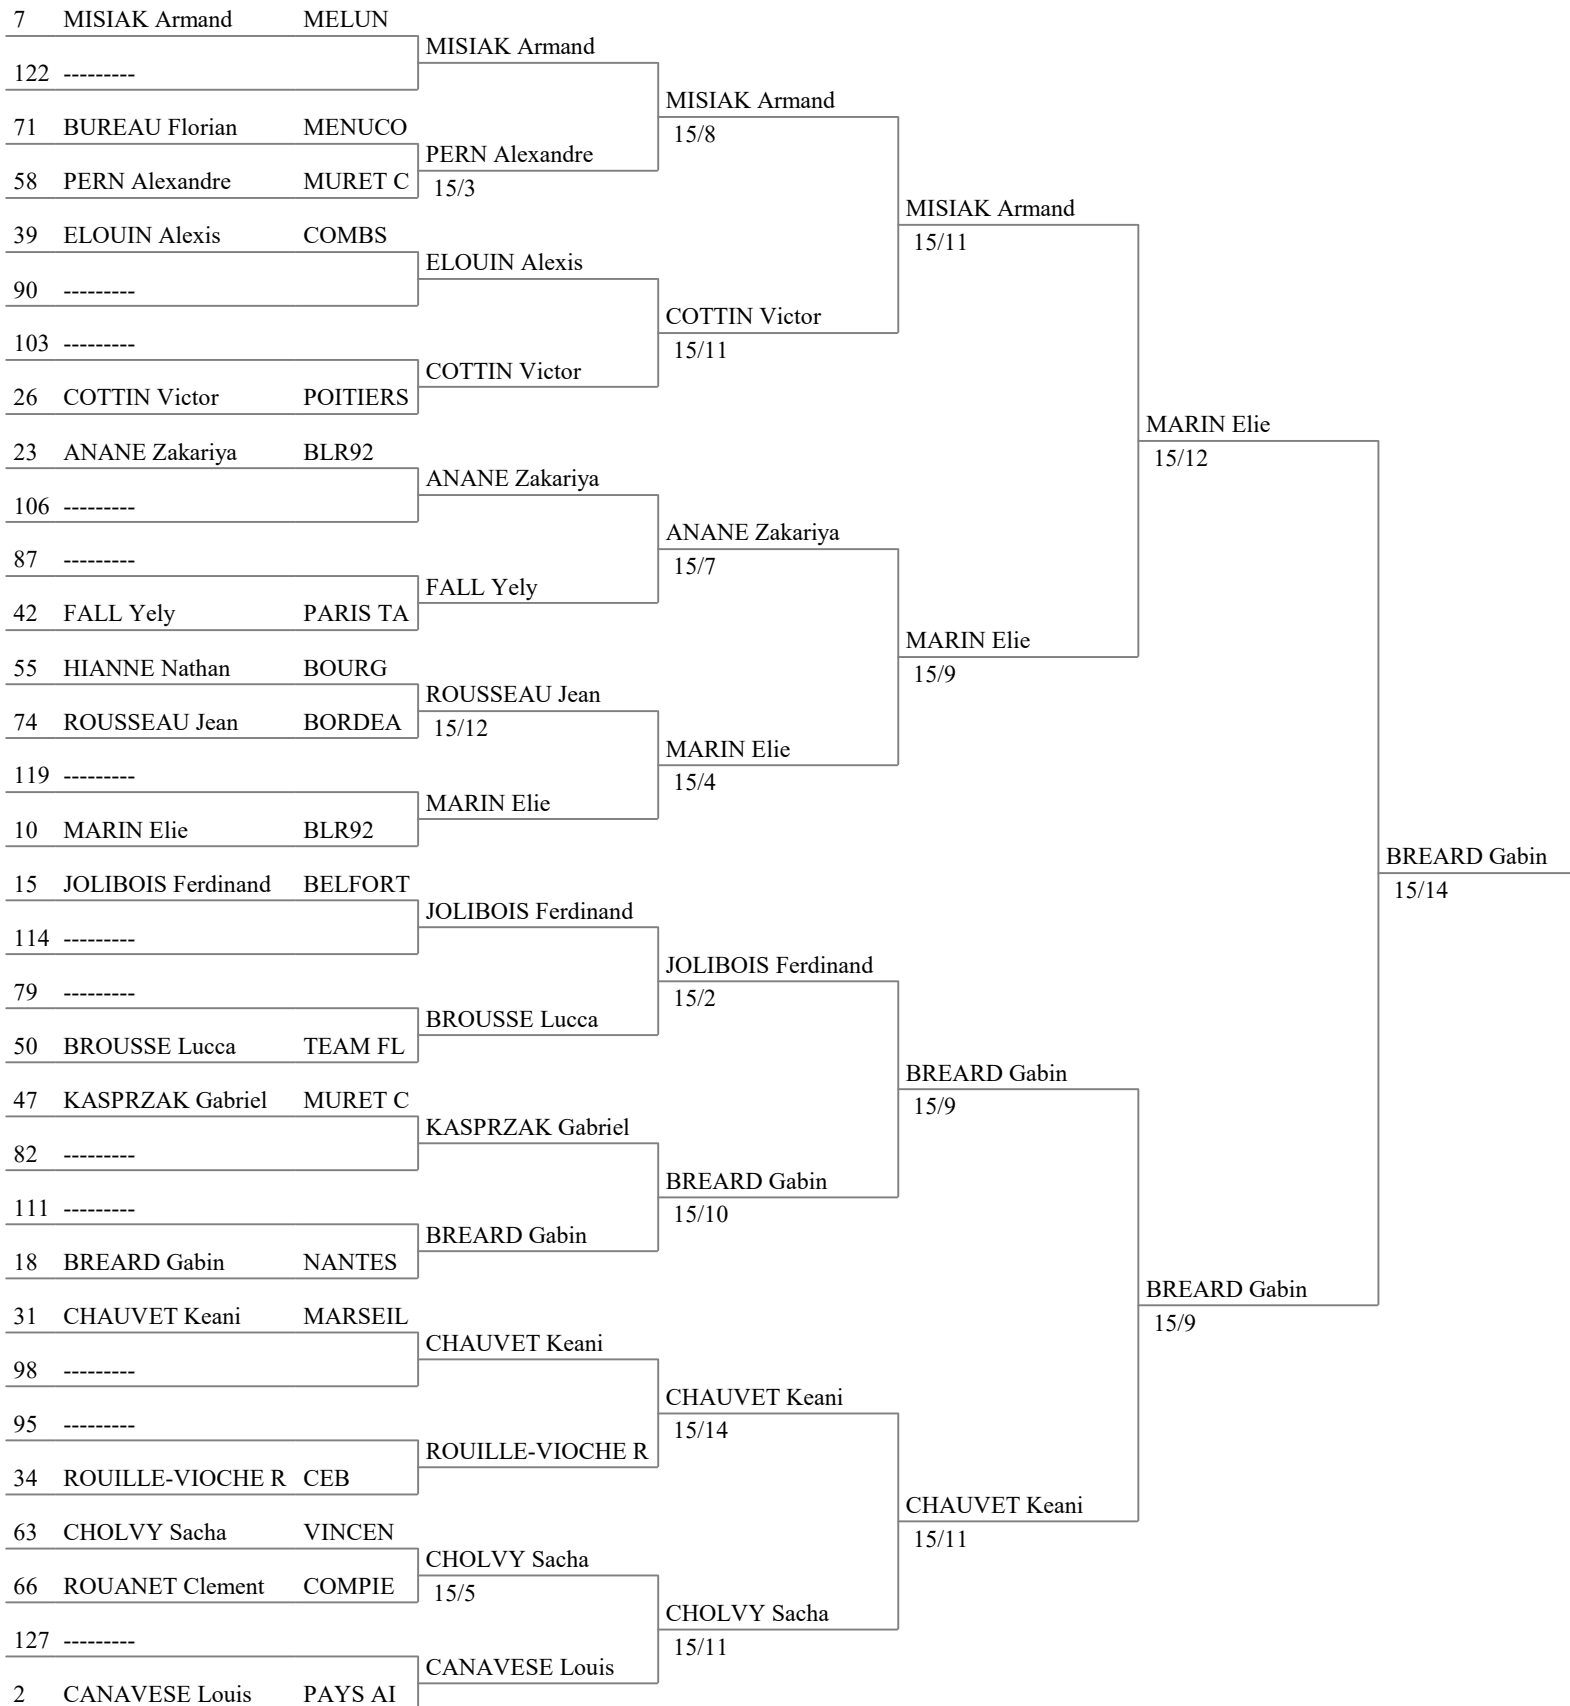 7 MISIAK Armand MELUN
MISIAK Armand
122 ---------
MISIAK Armand
15/8
71 BUREAU Florian MENUCO
PERN Alexandre
15/3
58 PERN Alexandre MURET C
MISIAK Armand
15/11
39 ELOUIN Alexis COMBS
ELOUIN Alexis
90 ---------
COTTIN Victor
15/11
103 ---------
COTTIN Victor
26 COTTIN Victor POITIERS
MARIN Elie
15/12
23 ANANE Zakariya BLR92
ANANE Zakariya
106 ---------
ANANE Zakariya
15/7
87 ---------
FALL Yely
42 FALL Yely PARIS TA
MARIN Elie
15/9
55 HIANNE Nathan BOURG
ROUSSEAU Jean
15/12
74 ROUSSEAU Jean BORDEA
MARIN Elie
15/4
119 ---------
MARIN Elie
10 MARIN Elie BLR92
BREARD Gabin
15/14
15 JOLIBOIS Ferdinand BELFORT
JOLIBOIS Ferdinand
114 ---------
JOLIBOIS Ferdinand
15/2
79 ---------
BROUSSE Lucca
50 BROUSSE Lucca TEAM FL
BREARD Gabin
15/9
47 KASPRZAK Gabriel MURET C
KASPRZAK Gabriel
82 ---------
BREARD Gabin
15/10
111 ---------
BREARD Gabin
18 BREARD Gabin NANTES
BREARD Gabin
15/9
31 CHAUVET Keani MARSEIL
CHAUVET Keani
98 ---------
CHAUVET Keani
15/14
95 ---------
ROUILLE-VIOCHE R
34 ROUILLE-VIOCHE R CEB
CHAUVET Keani
15/11
63 CHOLVY Sacha VINCEN
CHOLVY Sacha
15/5
66 ROUANET Clement COMPIE
CHOLVY Sacha
15/11
127 ---------
CANAVESE Louis
2 CANAVESE Louis PAYS AI